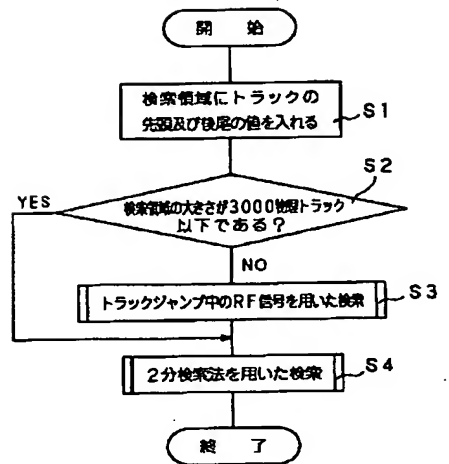 開 始
検索領域にトラックの
先頭及び後尾の値を入れる
S1
S2
検索領域の大きさが3000物理トラック
以下である?
YES
NO
トラックジャンプ中のRF信号を用いた検索
S3
2分検索法を用いた検索
S4
終 了